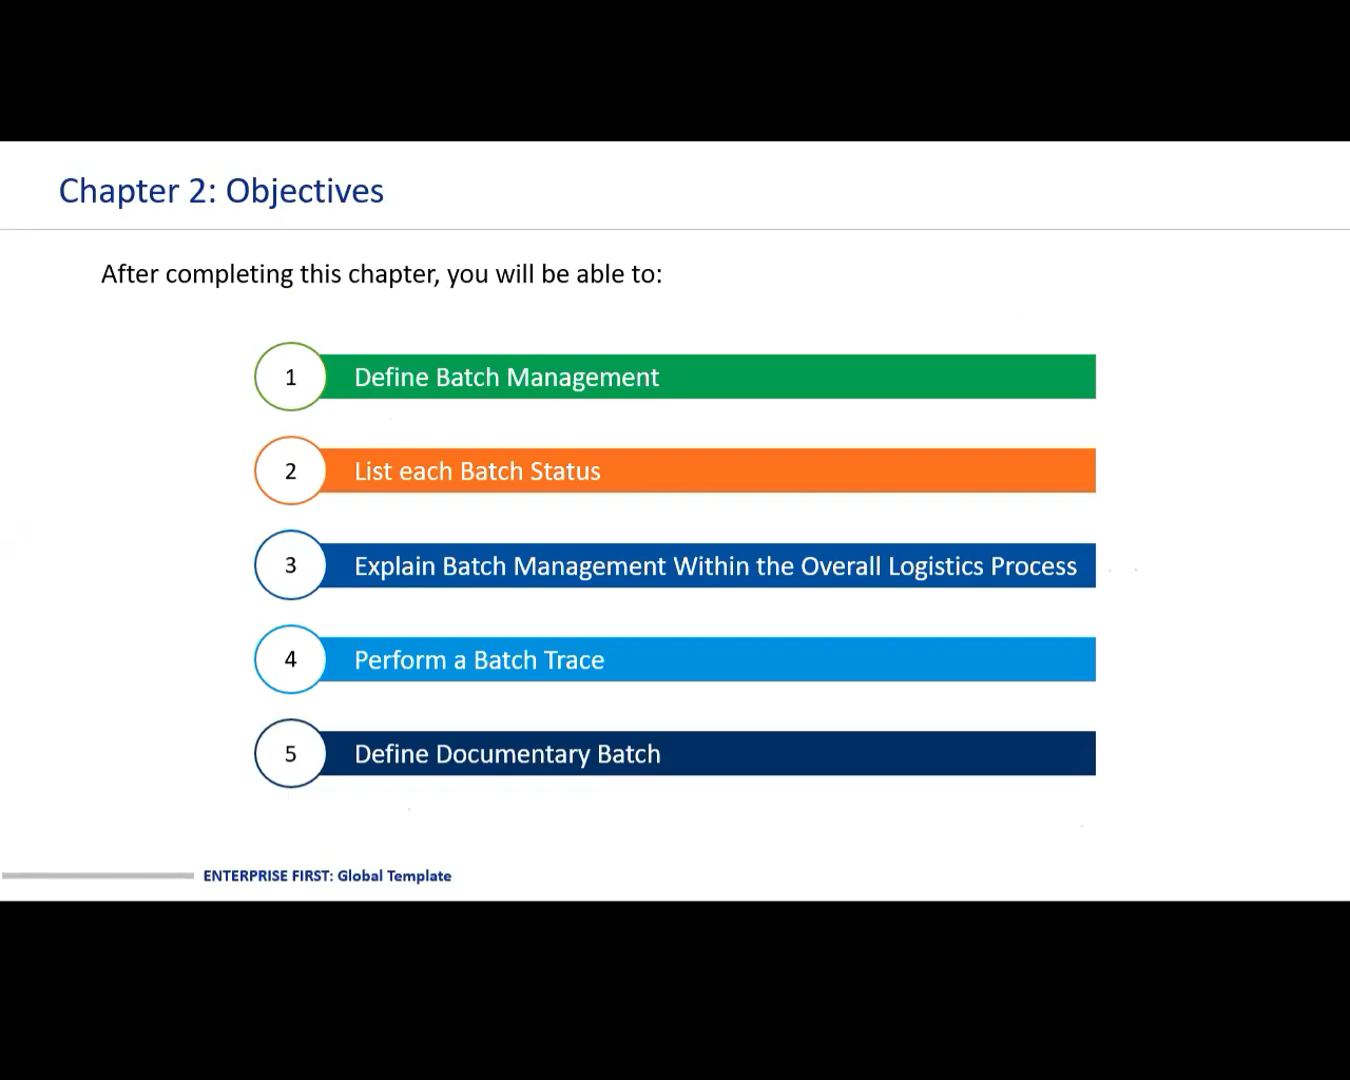 Chapter 2: Objectives
After completing this chapter, you will be able to:
1 Define Batch Management
2 List each Batch Status
3 Explain Batch Management Within the Overall Logistics Process
4 Perform a Batch Trace
5 Define Documentary Batch
ENTERPRISE FIRST: Global Template